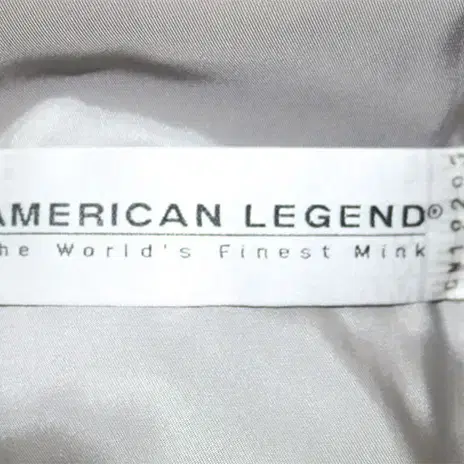 AMERICAN LEGEND®
he World's Finest Mink